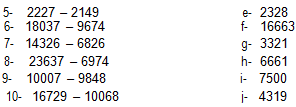 5- 2227 – 2149 e- 2328
6- 18037 – 9674 f- 16663
7- 14326 – 6826 g- 3321
8- 23637 – 6974 h- 6661
9- 10007 – 9848 i- 7500
10- 16729 – 10068 j- 4319